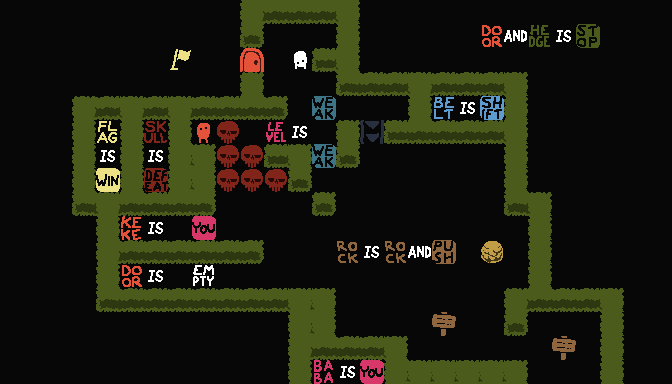 DOOR AND HEDGE IS STOP
BELT IS SHIFT
WEAK
LEVEL IS
WEAK
FLAG IS WIN
SKULL IS DEFEAT
KEKE IS YOU
ROCK IS ROCK AND PUSH
DOOR IS EMPTY
BABA IS YOU